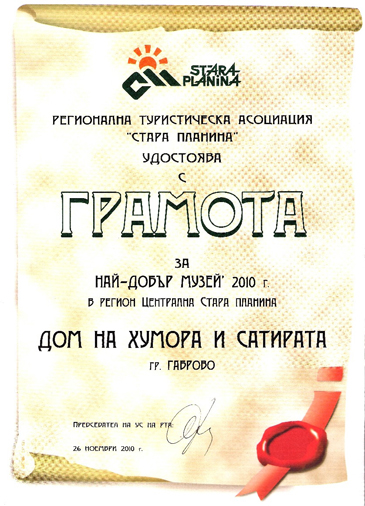 STARA
PLANINA
РЕГИОНАЛНА ТУРИСТИЧЕСКА АСОЦИАЦИЯ
"СТАРА ПЛАНИНА"
УДОСТОЯВА
С
ГРАМОТА
ЗА
НАЙ-ДОБЪР МУЗЕЙ' 2010 г.
В РЕГИОН ЦЕНТРАЛНА СТАРА ПЛАНИНА
ДОМ НА ХУМОРА И САТИРАТА
ГР. ГАБРОВО
ПРЕДСЕДАТЕЛ НА УС НА РТА:
26 НОЕМВРИ 2010 г.